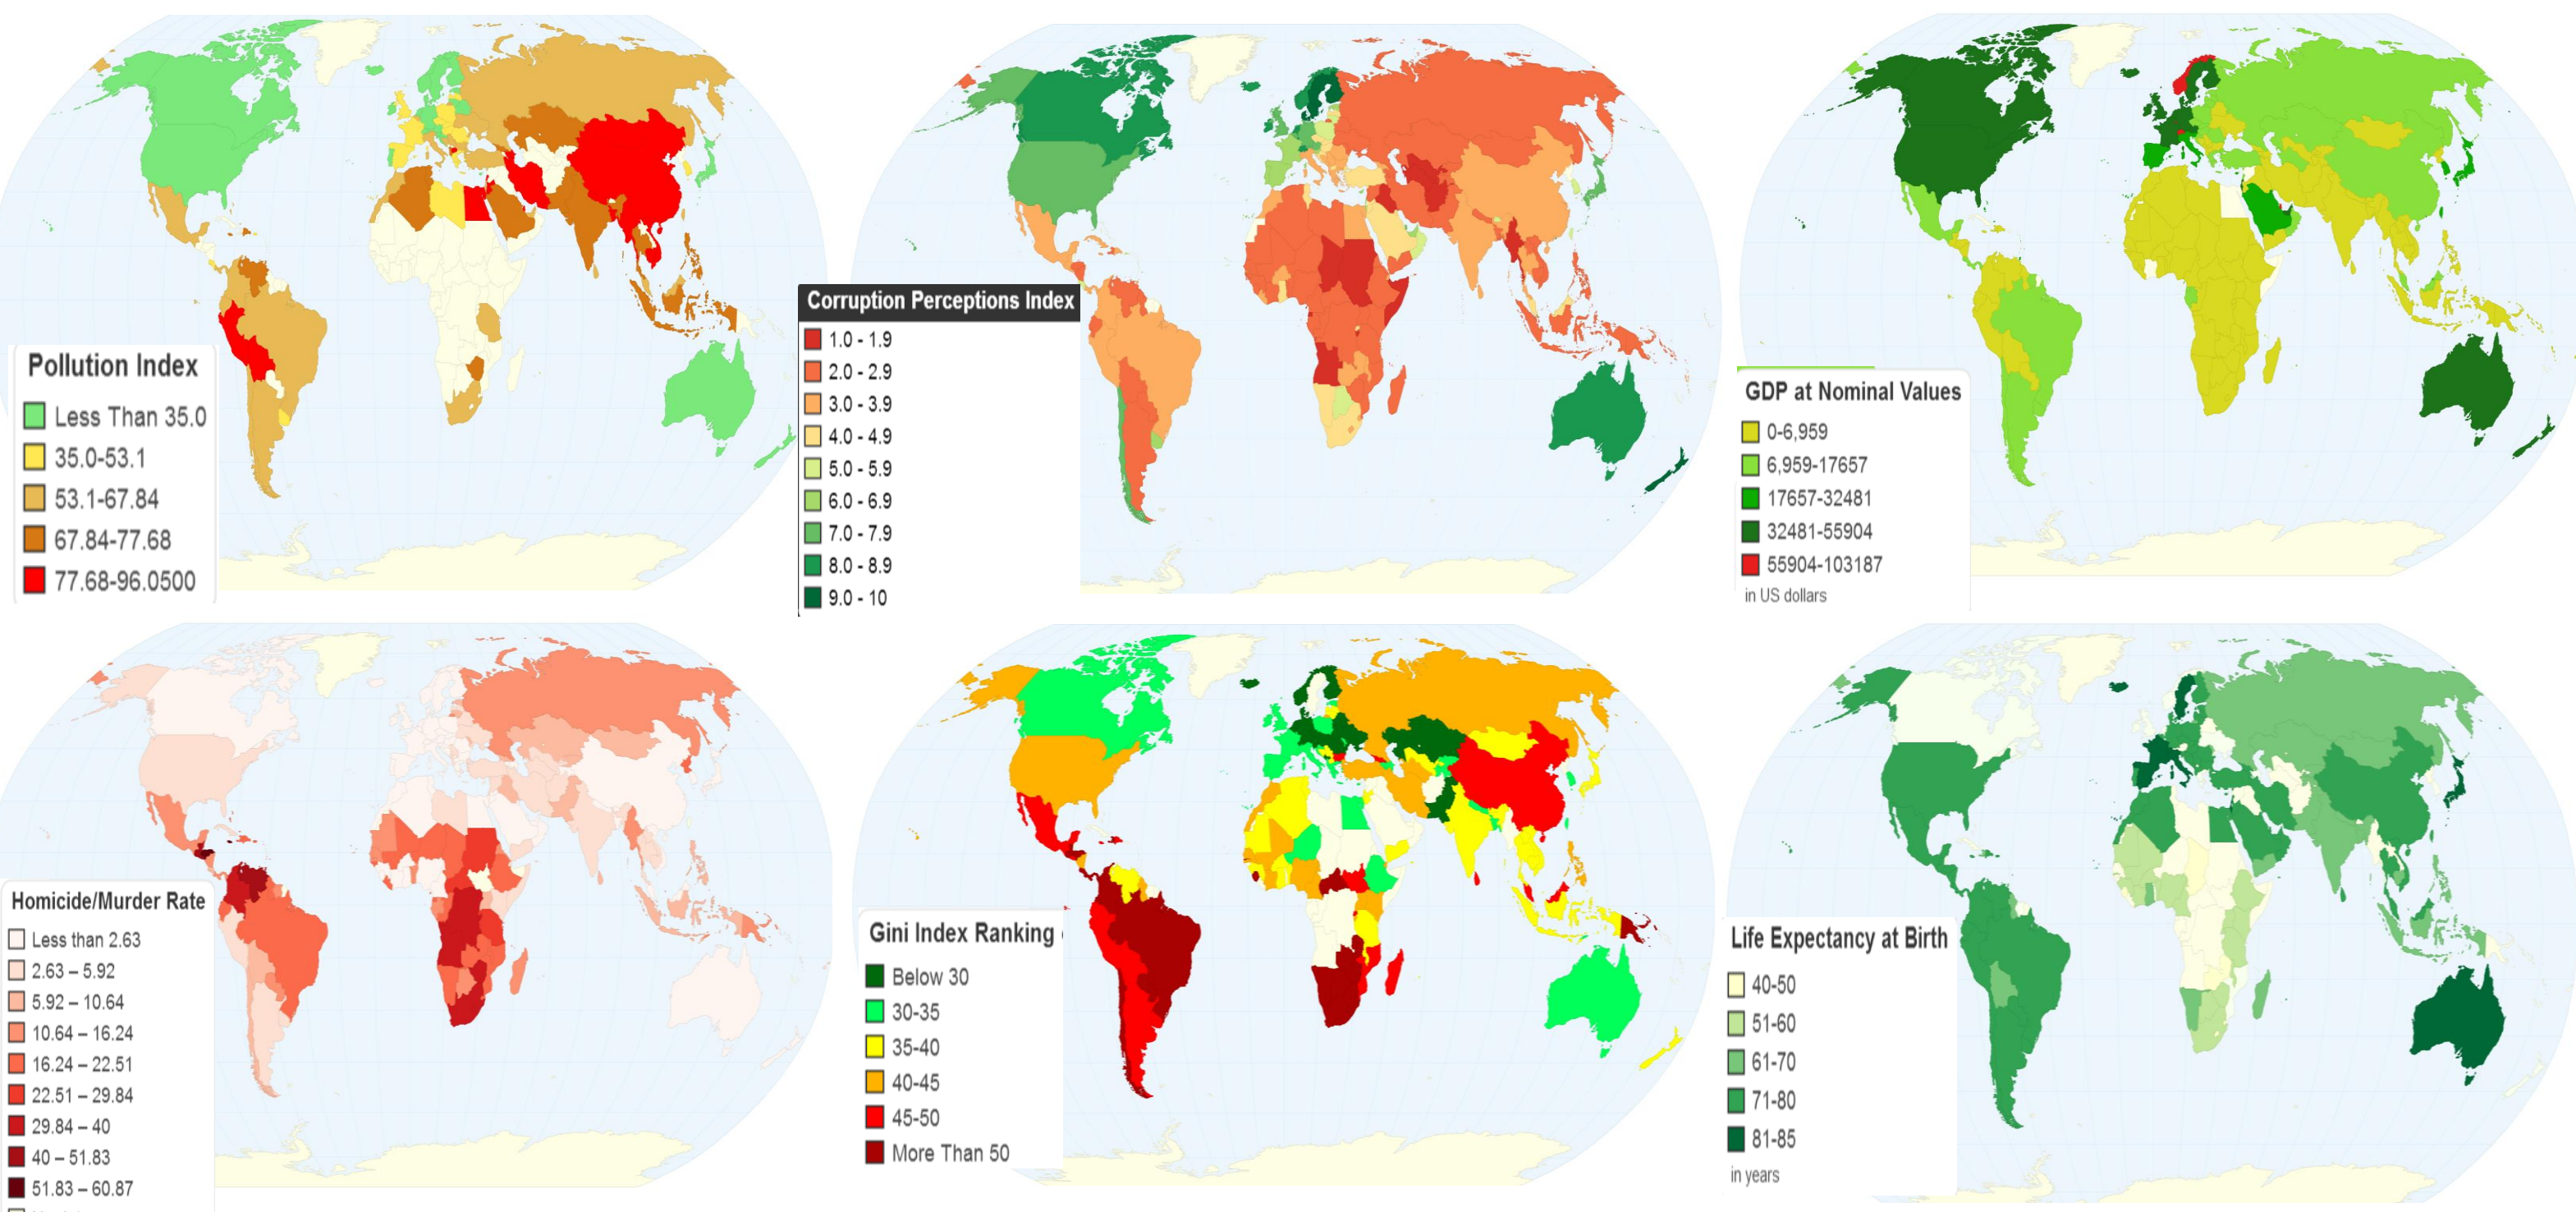 Pollution Index
Less Than 35.0
35.0-53.1
53.1-67.84
67.84-77.68
77.68-96.0500
Corruption Perceptions Index
1.0 - 1.9
2.0 - 2.9
3.0 - 3.9
4.0 - 4.9
5.0 - 5.9
6.0 - 6.9
7.0 - 7.9
8.0 - 8.9
9.0 - 10
GDP at Nominal Values
0-6,959
6,959-17657
17657-32481
32481-55904
55904-103187
in US dollars
Homicide/Murder Rate
Less than 2.63
2.63 – 5.92
5.92 – 10.64
10.64 – 16.24
16.24 – 22.51
22.51 – 29.84
29.84 – 40
40 – 51.83
51.83 – 60.87
Gini Index Ranking
Below 30
30-35
35-40
40-45
45-50
More Than 50
Life Expectancy at Birth
40-50
51-60
61-70
71-80
81-85
in years